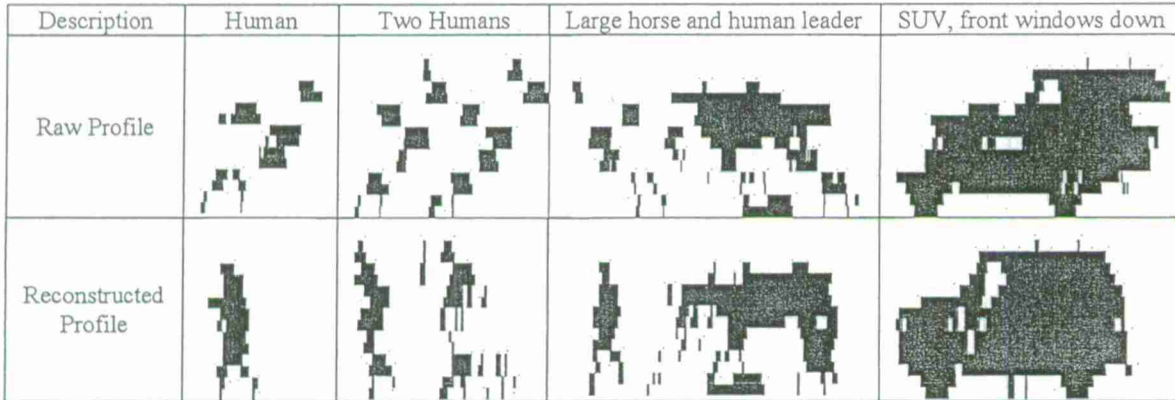 Description Human Two Humans Large horse and human leader SUV, front windows down
Raw Profile
Reconstructed
Profile